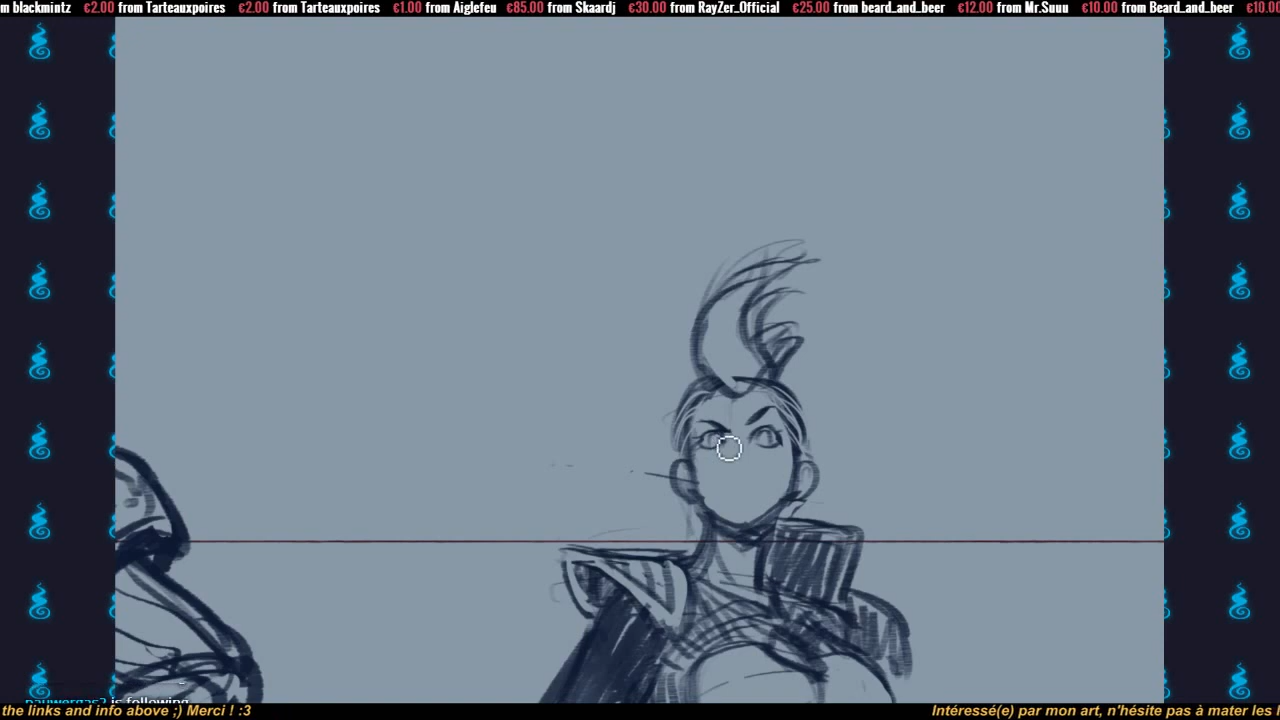 m blackmintz €2.00 from Tarteauxpoires €2.00 from Tarteauxpoires €1.00 from Aiglefeu €85.00 from Skaardj €30.00 from RayZer_Official €25.00 from beard_and_beer €12.00 from Mr.Suuu €10.00 from Beard_and_beer €10.00
is following
the links and info above ;) Merci ! :3 Intéressé(e) par mon art, n'hésite pas à mater les